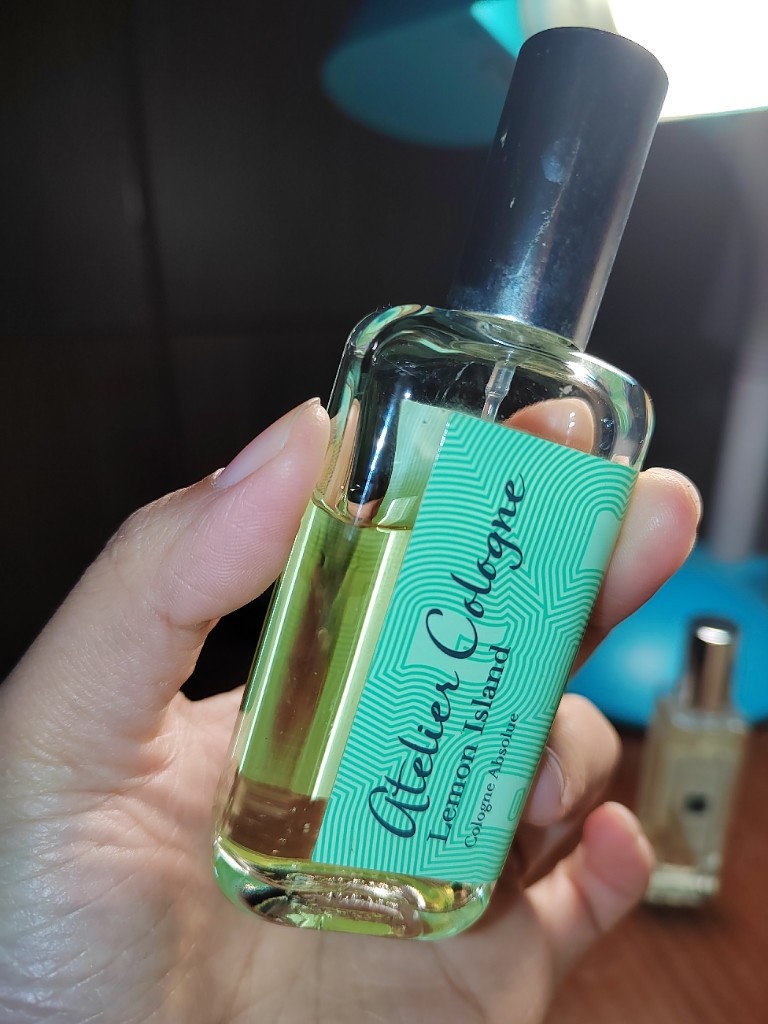 Atelier Cologne
Lemon Island
Cologne Absolue